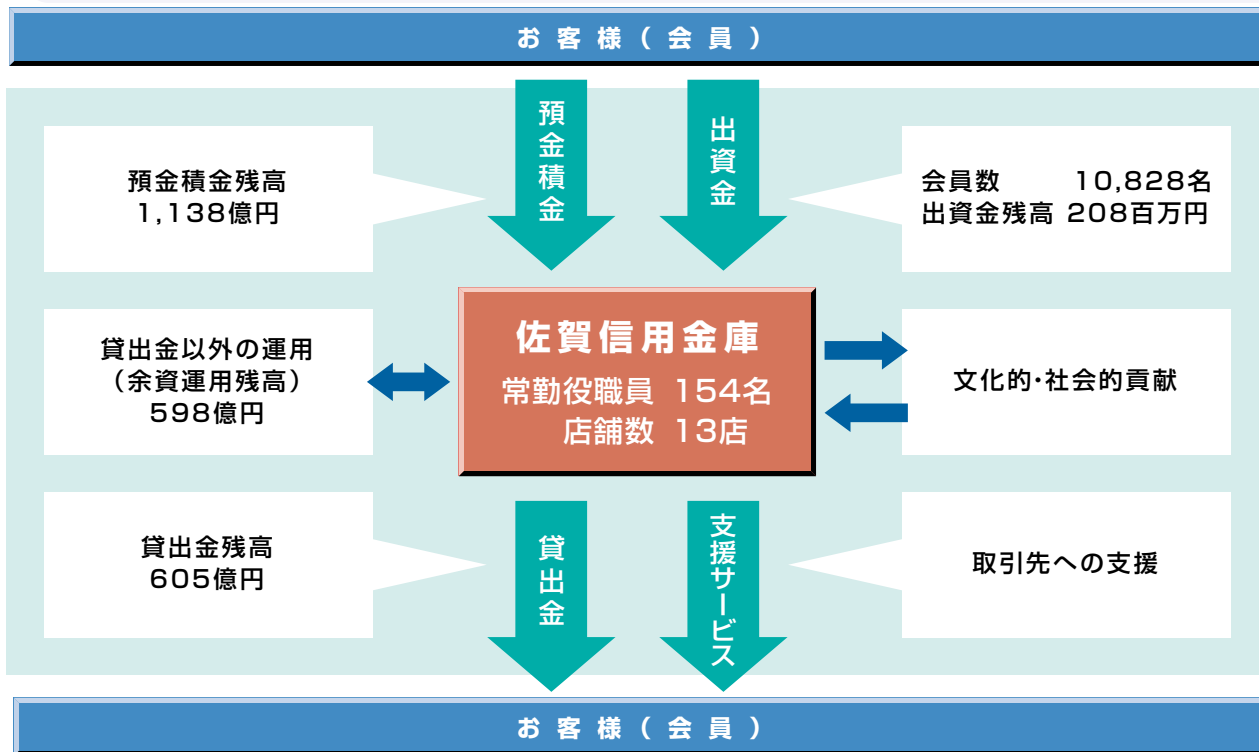 お客様（会員）
預金積金
出資金
預金積金残高
1,138億円
会員数 10,828名
出資金残高 208百万円
貸出金以外の運用
（余資運用残高）
598億円
佐賀信用金庫
常勤役職員 154名
店舗数 13店
文化的・社会的貢献
貸出金残高
605億円
貸出金
支援サービス
取引先への支援
お客様（会員）